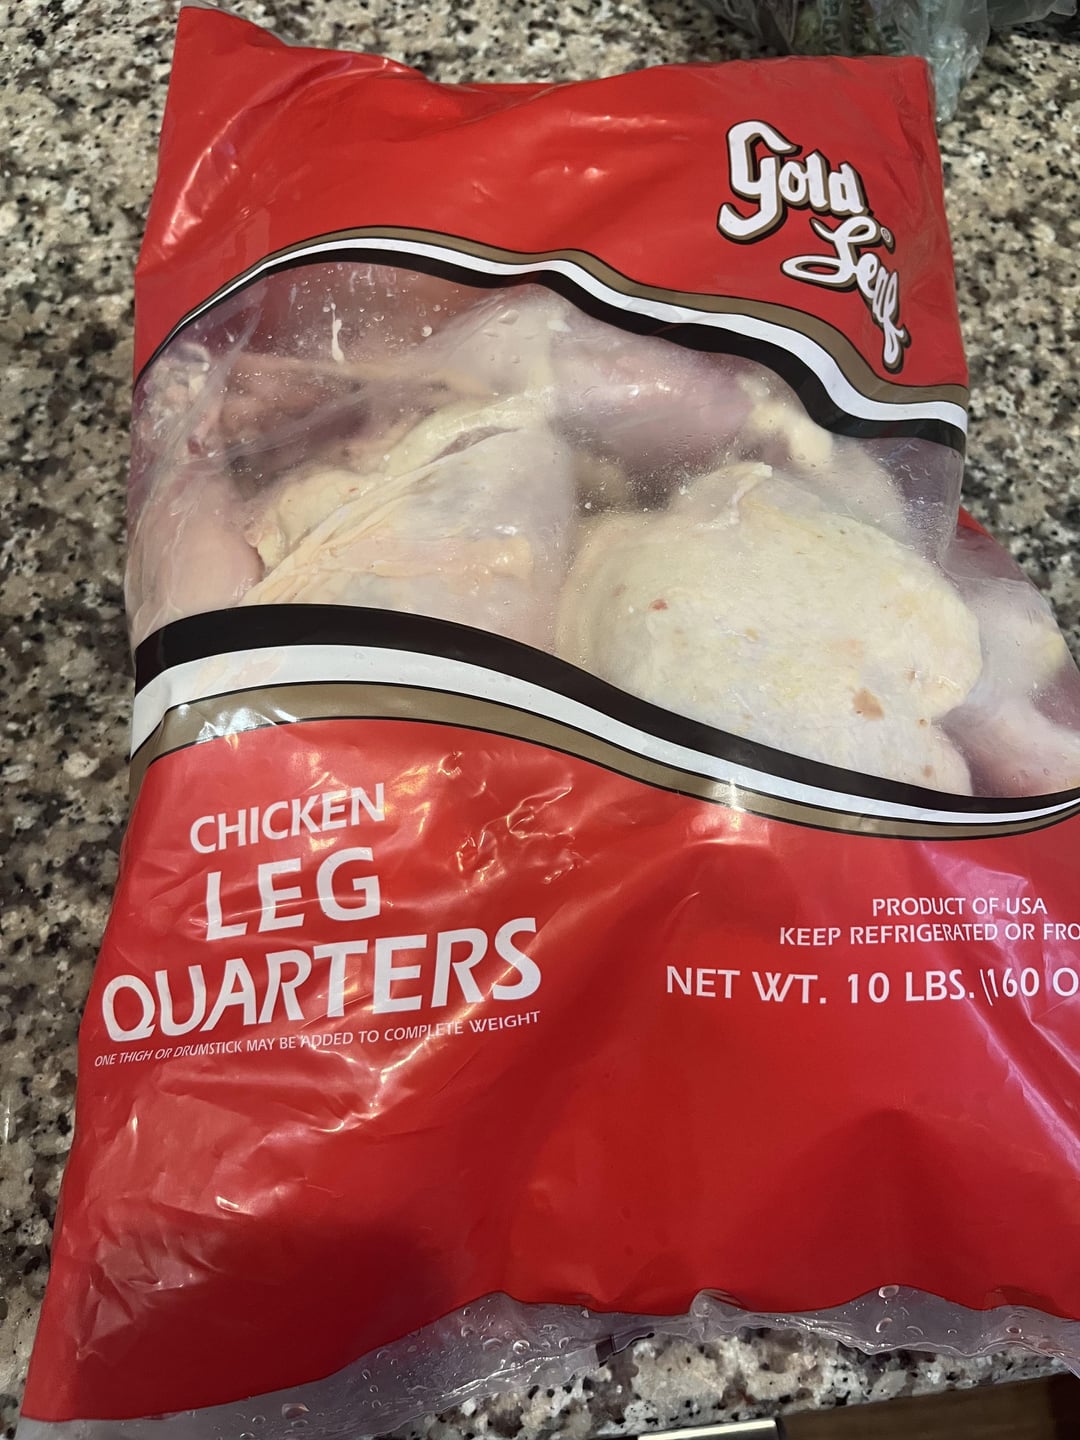 Gold
Leaf®
CHICKEN
LEG
QUARTERS
ONE THIGH OR DRUMSTICK MAY BE ADDED TO COMPLETE WEIGHT
PRODUCT OF USA
KEEP REFRIGERATED OR FRO
NET WT. 10 LBS. (160 O